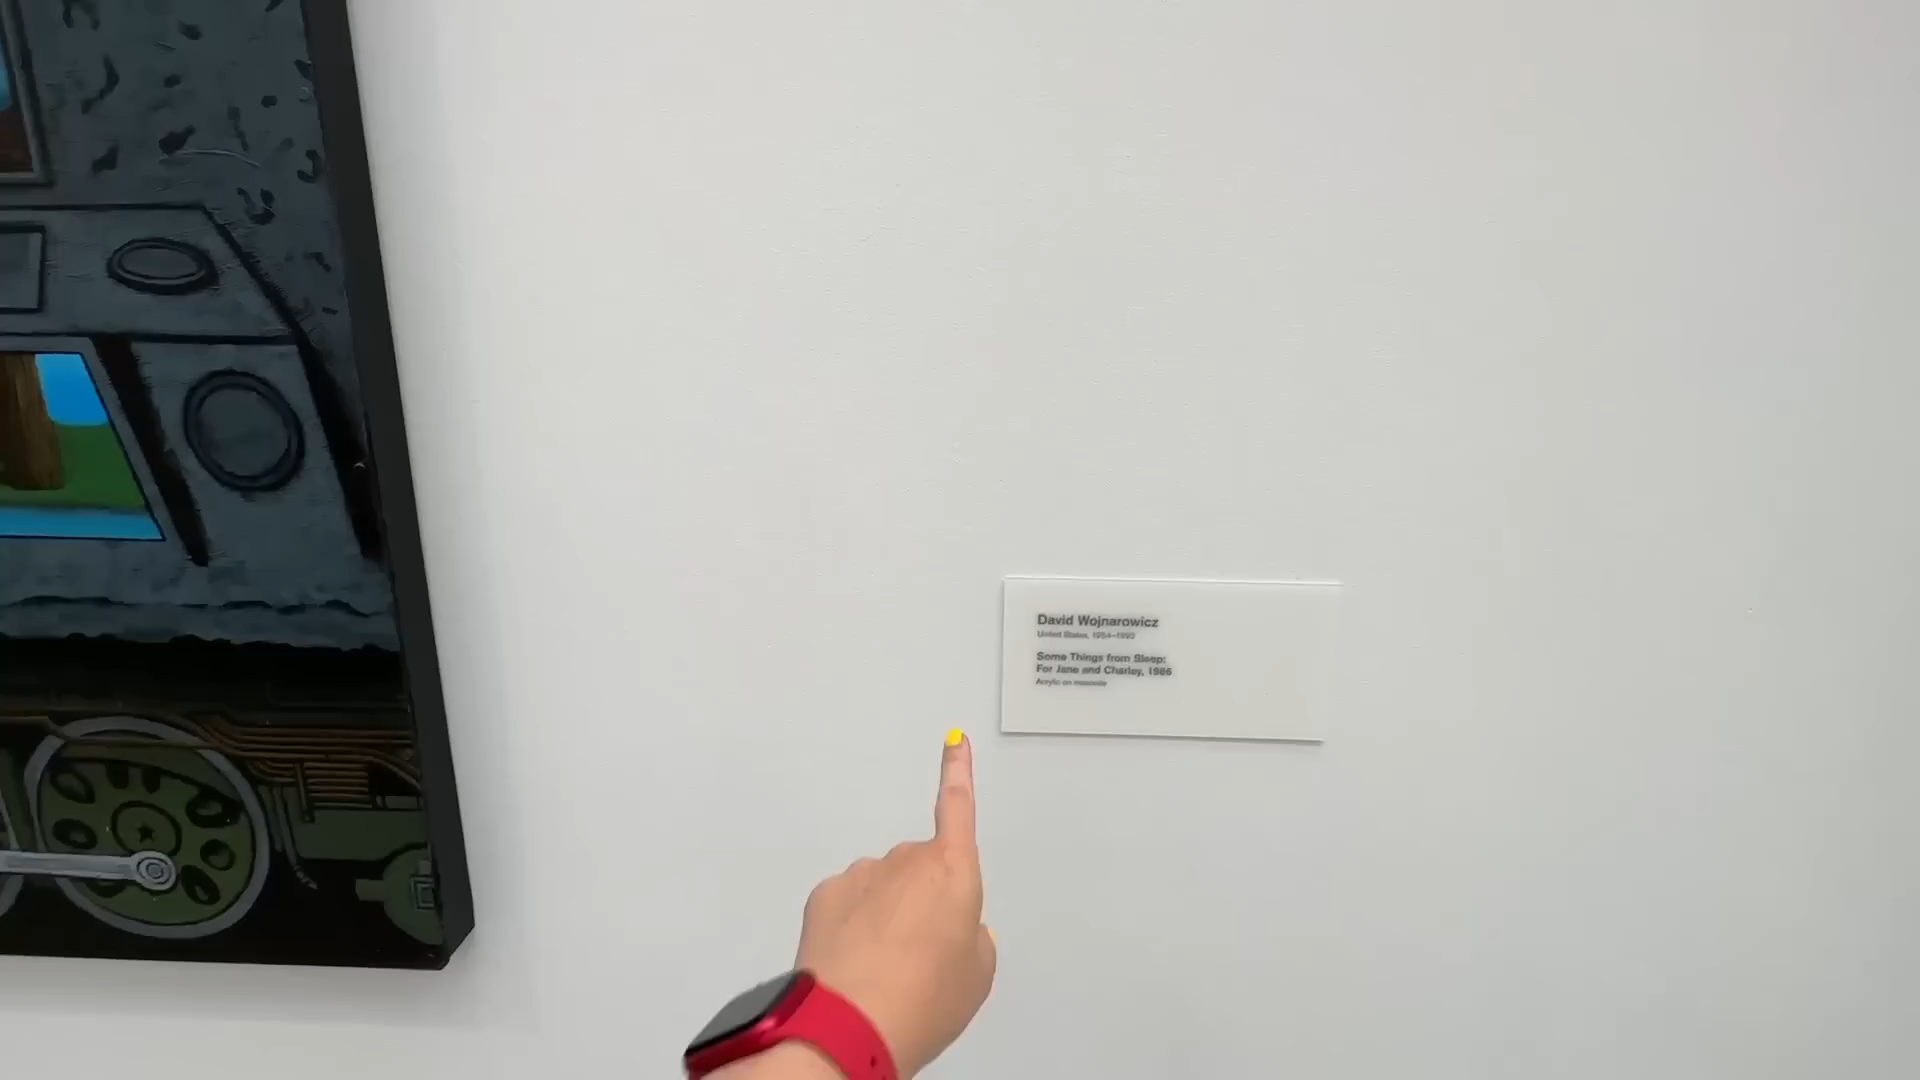 David Wojnarowicz
United States, 1954–1992
Some Things from Sleep:
For Jane and Charley, 1986
Acrylic on masonite